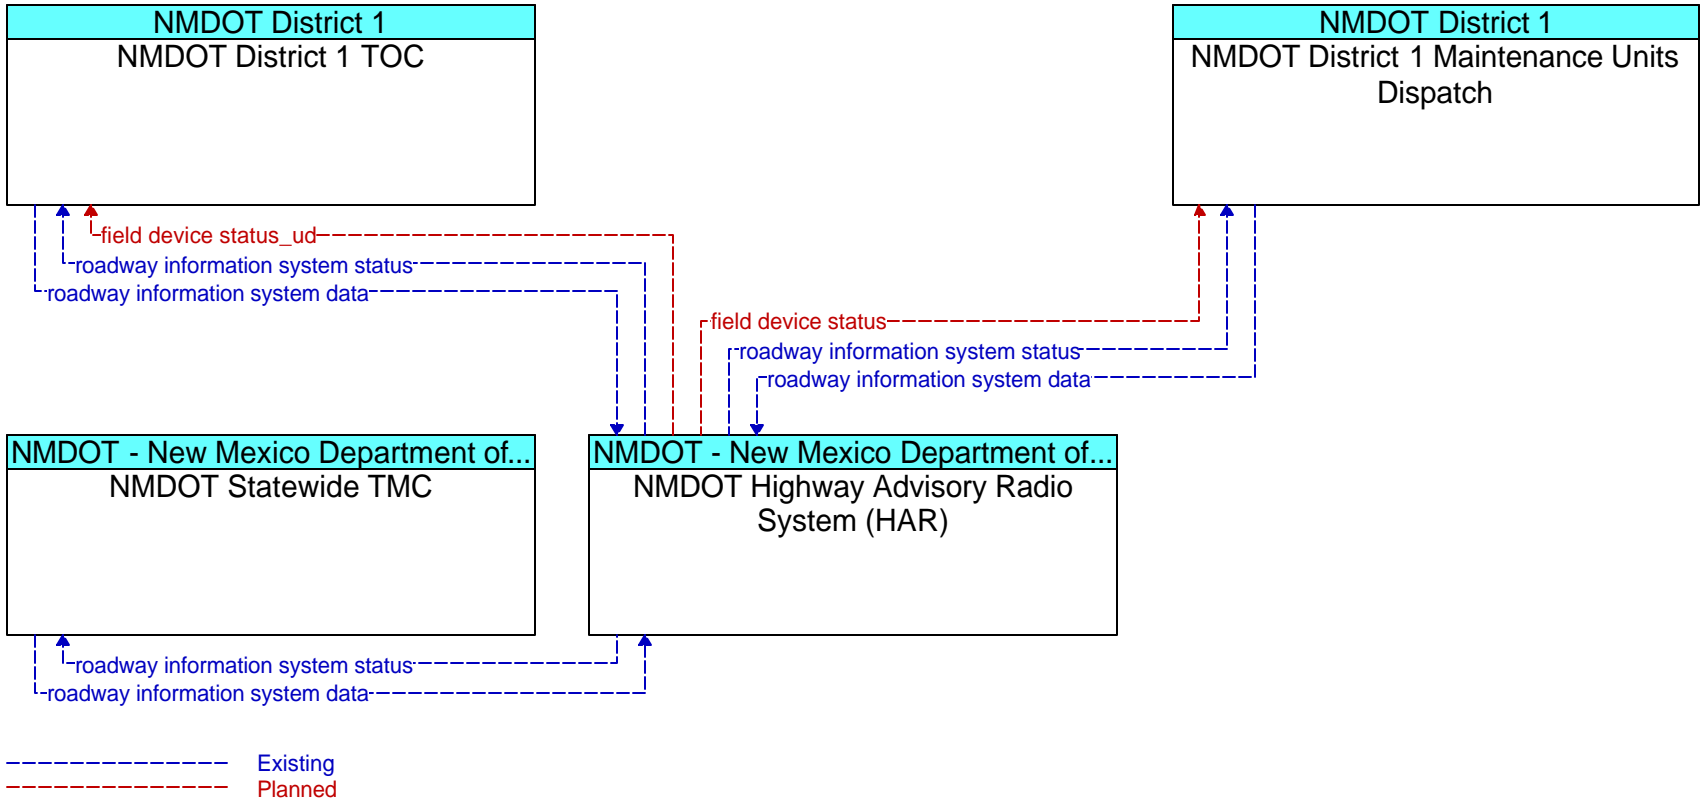 NMDOT District 1
NMDOT District 1 TOC
NMDOT District 1
NMDOT District 1 Maintenance Units
Dispatch
field device status_ud
roadway information system status
roadway information system data
field device status
roadway information system status
roadway information system data
NMDOT - New Mexico Department of...
NMDOT Statewide TMC
NMDOT - New Mexico Department of...
NMDOT Highway Advisory Radio
System (HAR)
roadway information system status
roadway information system data
Existing
Planned